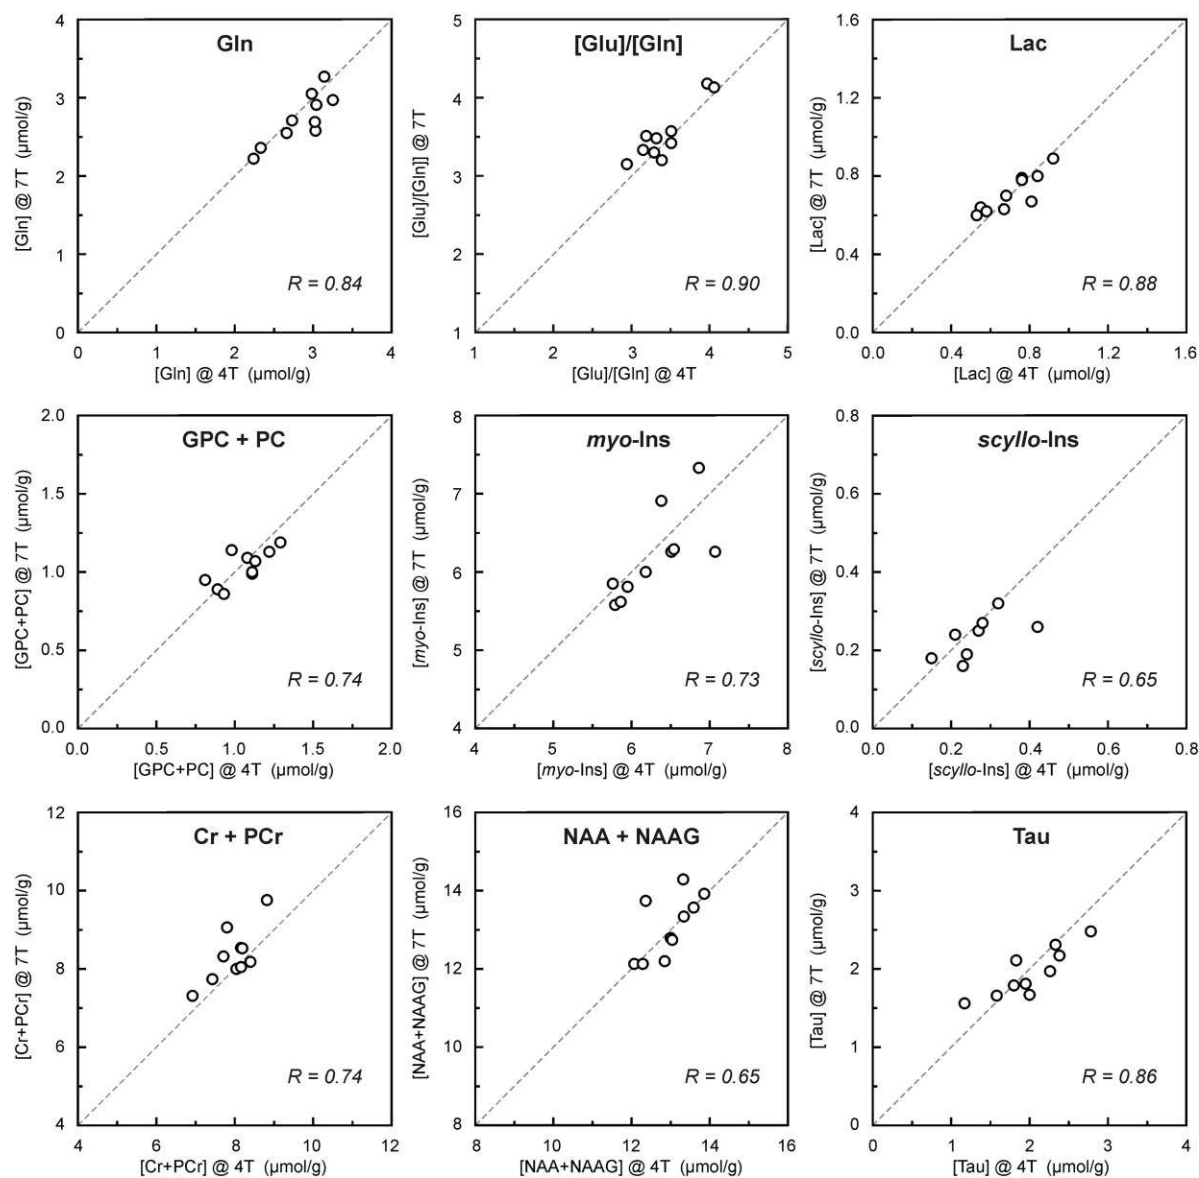 Gln
4
3
2
1
0
[Gln] @ 7T (μmol/g)
R = 0.84
0 1 2 3 4
[Gln] @ 4T (μmol/g)
[Glu]/[Gln]
5
4
3
2
1
[Glu]/[Gln]] @ 7T
R = 0.90
1 2 3 4 5
[Glu]/[Gln] @ 4T
Lac
1.6
1.2
0.8
0.4
0.0
[Lac] @ 7T (μmol/g)
R = 0.88
0.0 0.4 0.8 1.2 1.6
[Lac] @ 4T (μmol/g)
GPC + PC
2.0
1.5
1.0
0.5
0.0
[GPC+PC] @ 7T (μmol/g)
R = 0.74
0.0 0.5 1.0 1.5 2.0
[GPC+PC] @ 4T (μmol/g)
myo-Ins
8
7
6
5
4
[myo-Ins] @ 7T (μmol/g)
R = 0.73
4 5 6 7 8
[myo-Ins] @ 4T (μmol/g)
scyllo-Ins
0.8
0.6
0.4
0.2
0.0
[scyllo-Ins] @ 7T (μmol/g)
R = 0.65
0.0 0.2 0.4 0.6 0.8
[scyllo-Ins] @ 4T (μmol/g)
Cr + PCr
12
10
8
6
4
[Cr+PCr] @ 7T (μmol/g)
R = 0.74
4 6 8 10 12
[Cr+PCr] @ 4T (μmol/g)
NAA + NAAG
16
14
12
10
8
[NAA+NAAG] @ 7T (μmol/g)
R = 0.65
8 10 12 14 16
[NAA+NAAG] @ 4T (μmol/g)
Tau
4
3
2
1
0
[Tau] @ 7T (μmol/g)
R = 0.86
0 1 2 3 4
[Tau] @ 4T (μmol/g)